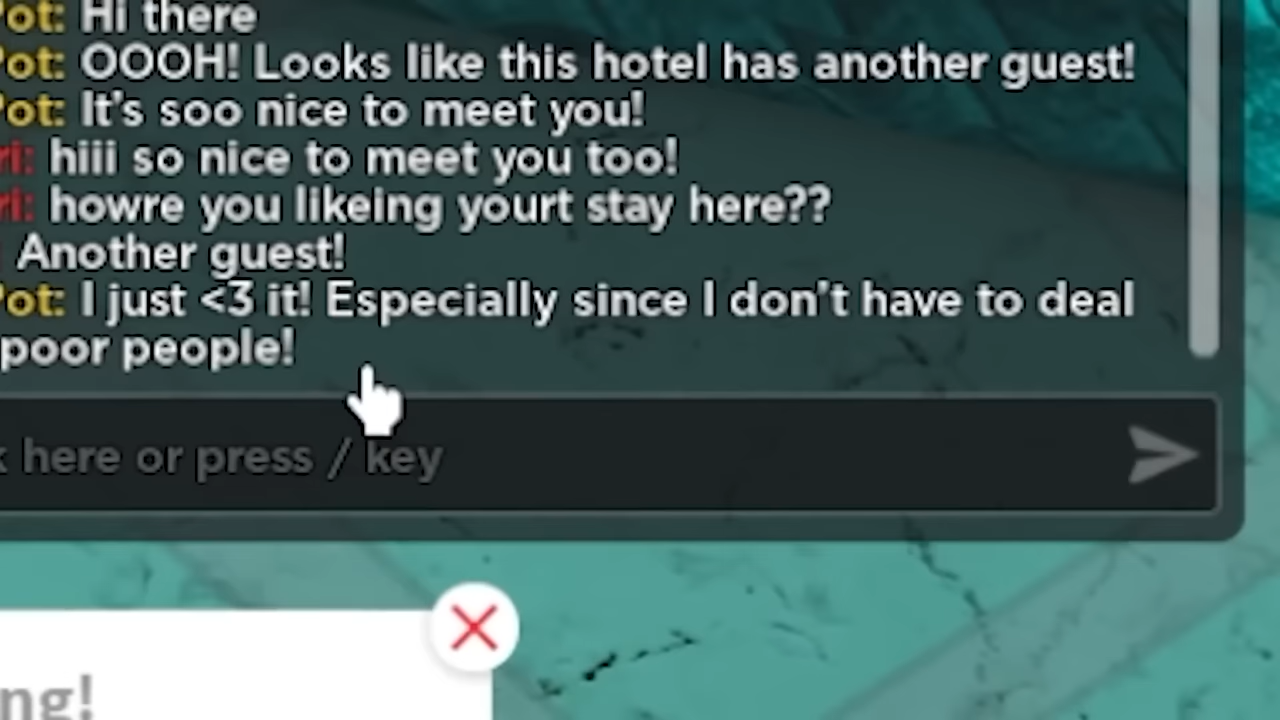 Pot: Hi there
Pot: OOOH! Looks like this hotel has another guest!
Pot: It's soo nice to meet you!
rl: hiii so nice to meet you too!
rl: howre you likeing yourt stay here??
Another guest!
Pot: I just <3 it! Especially since I don't have to deal
poor people!
k here or press / key
ng!